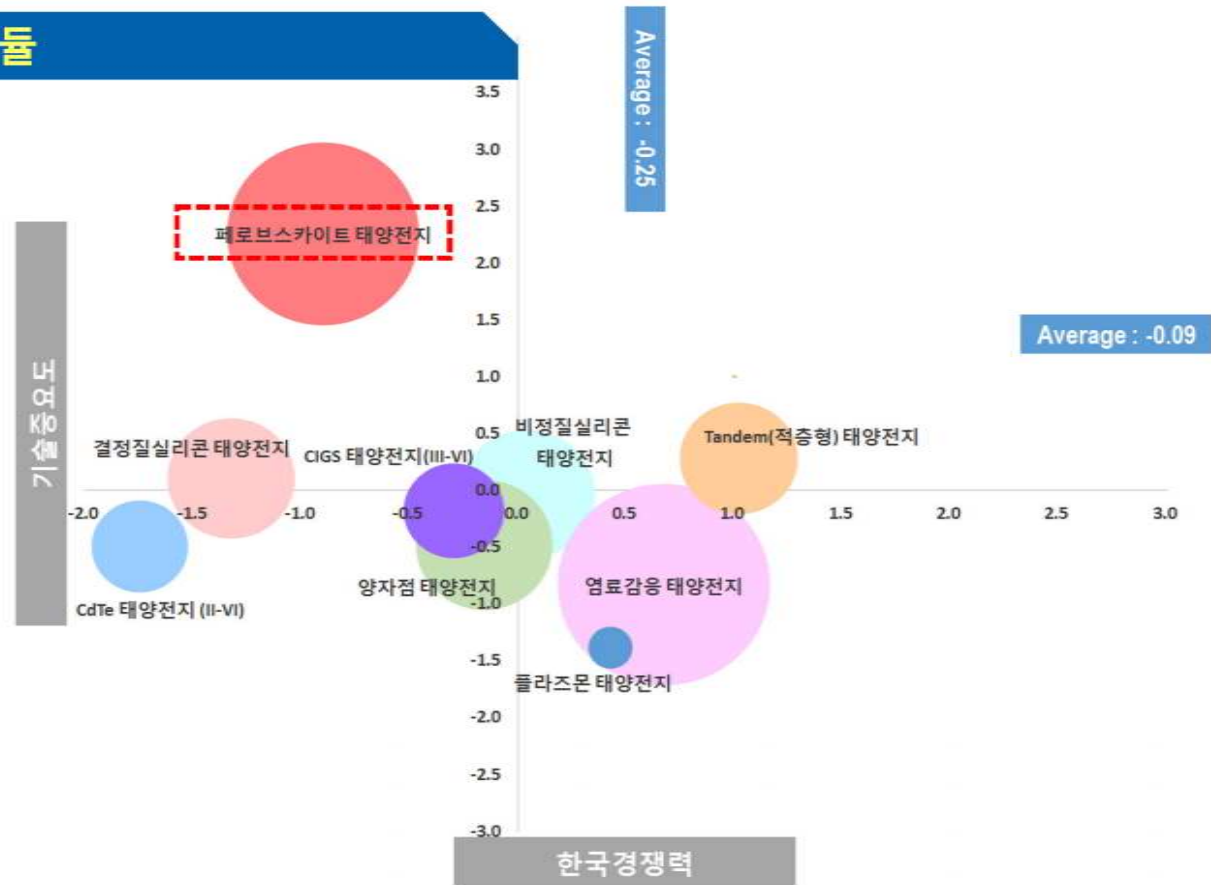 듈
Average : -0.25
3.5
3.0
2.5
페로브스카이트 태양전지
2.0
1.5
Average : -0.09
1.0
기술중요도
0.5
비정질실리콘
태양전지
Tandem(적층형) 태양전지
결정질실리콘 태양전지
CIGS 태양전지(III-VI)
0.0
-2.0 -1.5 -1.0 -0.5 0.0 0.5 1.0 1.5 2.0 2.5 3.0
-0.5
양자점 태양전지
염료감응 태양전지
-1.0
CdTe 태양전지 (II-VI)
-1.5
플라즈몬 태양전지
-2.0
-2.5
-3.0
한국경쟁력